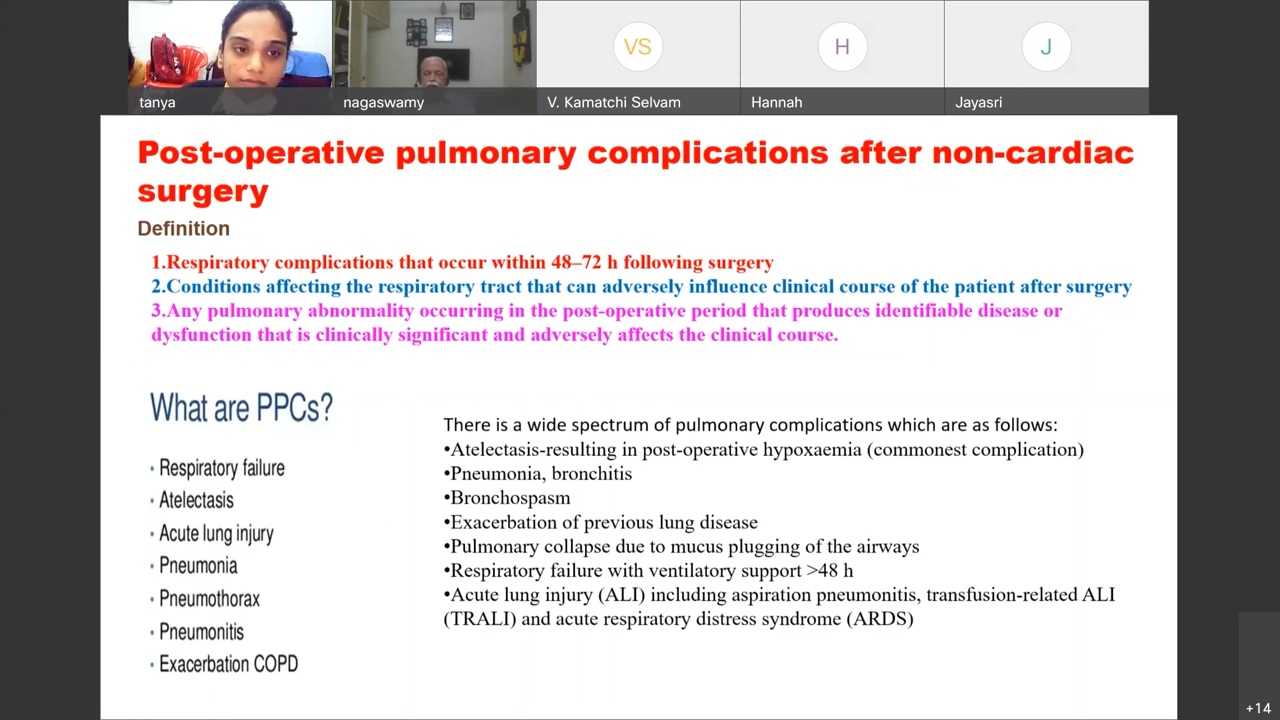 VS
H
J
tanya
nagaswamy
V. Kamatchi Selvam
Hannah
Jayasri
Post-operative pulmonary complications after non-cardiac
surgery
Definition
1.Respiratory complications that occur within 48–72 h following surgery
2.Conditions affecting the respiratory tract that can adversely influence clinical course of the patient after surgery
3.Any pulmonary abnormality occurring in the post-operative period that produces identifiable disease or
dysfunction that is clinically significant and adversely affects the clinical course.
What are PPCs?
• Respiratory failure
• Atelectasis
• Acute lung injury
• Pneumonia
• Pneumothorax
• Pneumonitis
• Exacerbation COPD
There is a wide spectrum of pulmonary complications which are as follows:
•Atelectasis-resulting in post-operative hypoxaemia (commonest complication)
•Pneumonia, bronchitis
•Bronchospasm
•Exacerbation of previous lung disease
•Pulmonary collapse due to mucus plugging of the airways
•Respiratory failure with ventilatory support >48 h
•Acute lung injury (ALI) including aspiration pneumonitis, transfusion-related ALI
(TRALI) and acute respiratory distress syndrome (ARDS)
+14